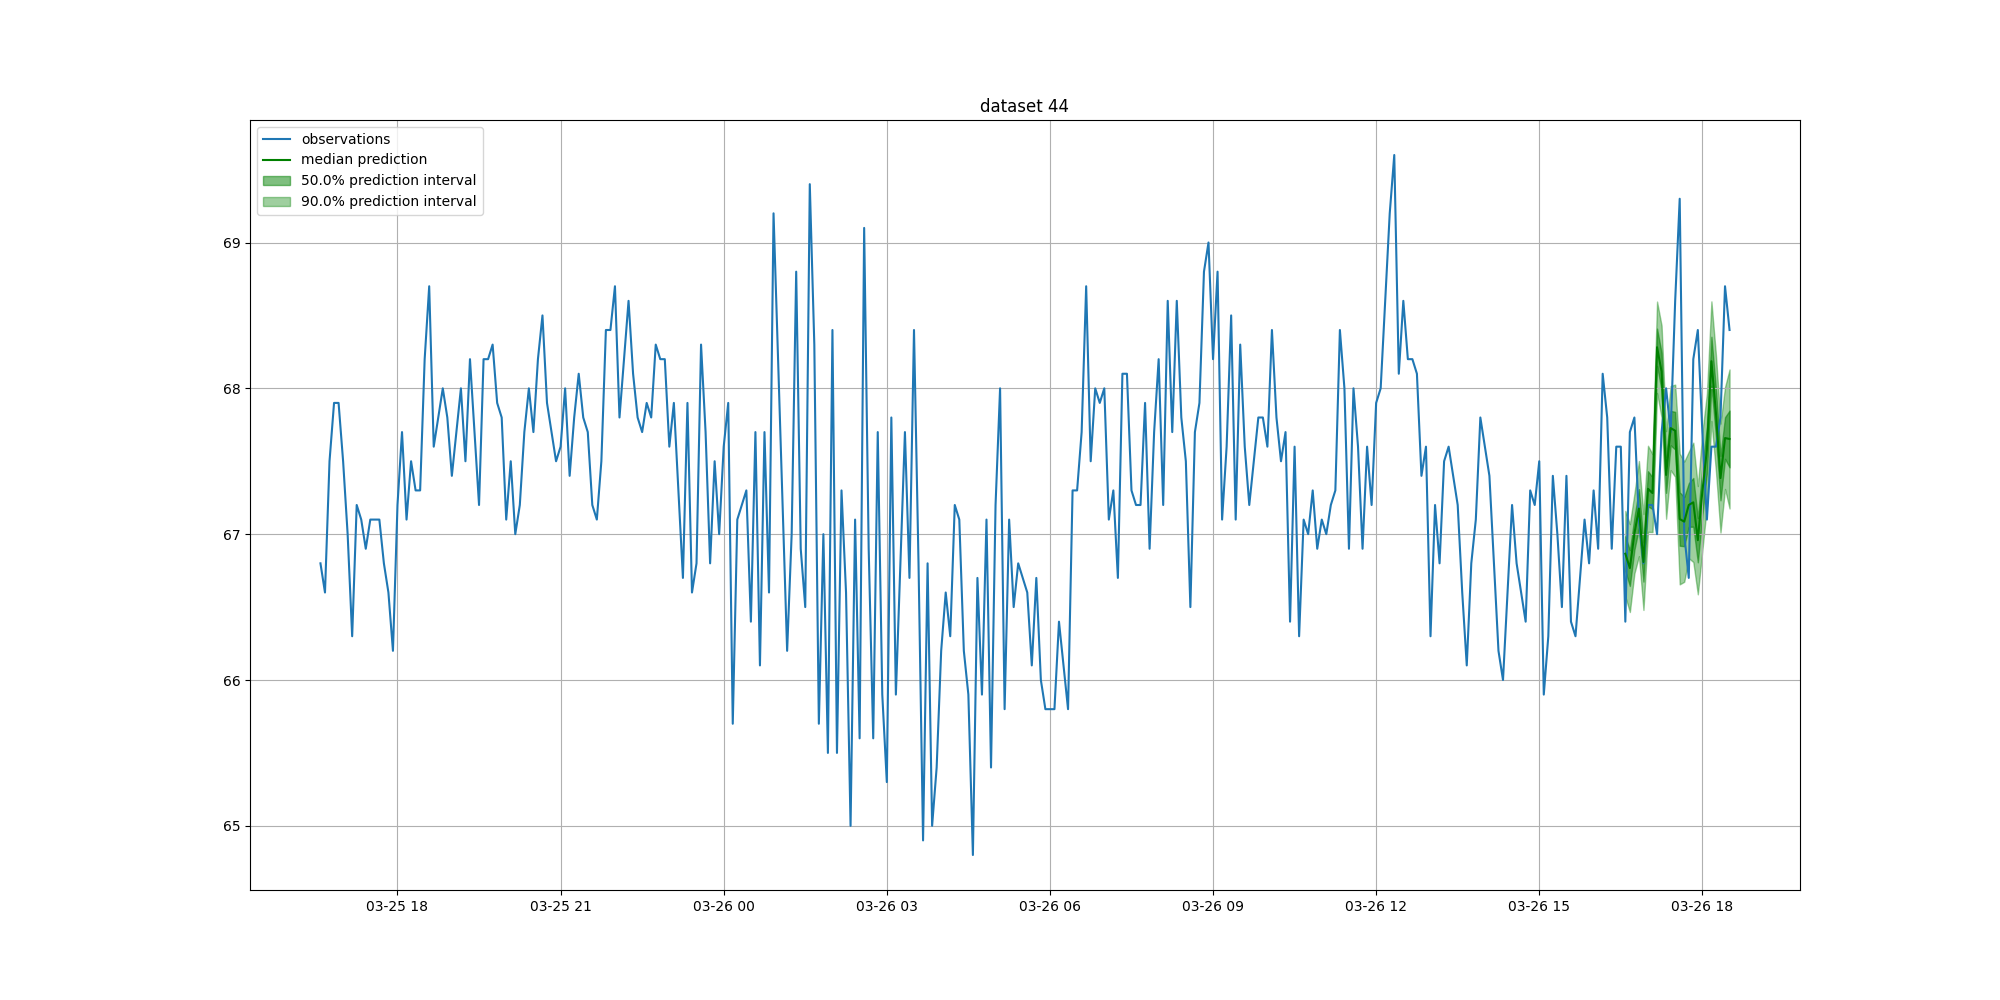 dataset 44
observations
median prediction
50.0% prediction interval
90.0% prediction interval
69
68
67
66
65
03-25 18
03-25 21
03-26 00
03-26 03
03-26 06
03-26 09
03-26 12
03-26 15
03-26 18